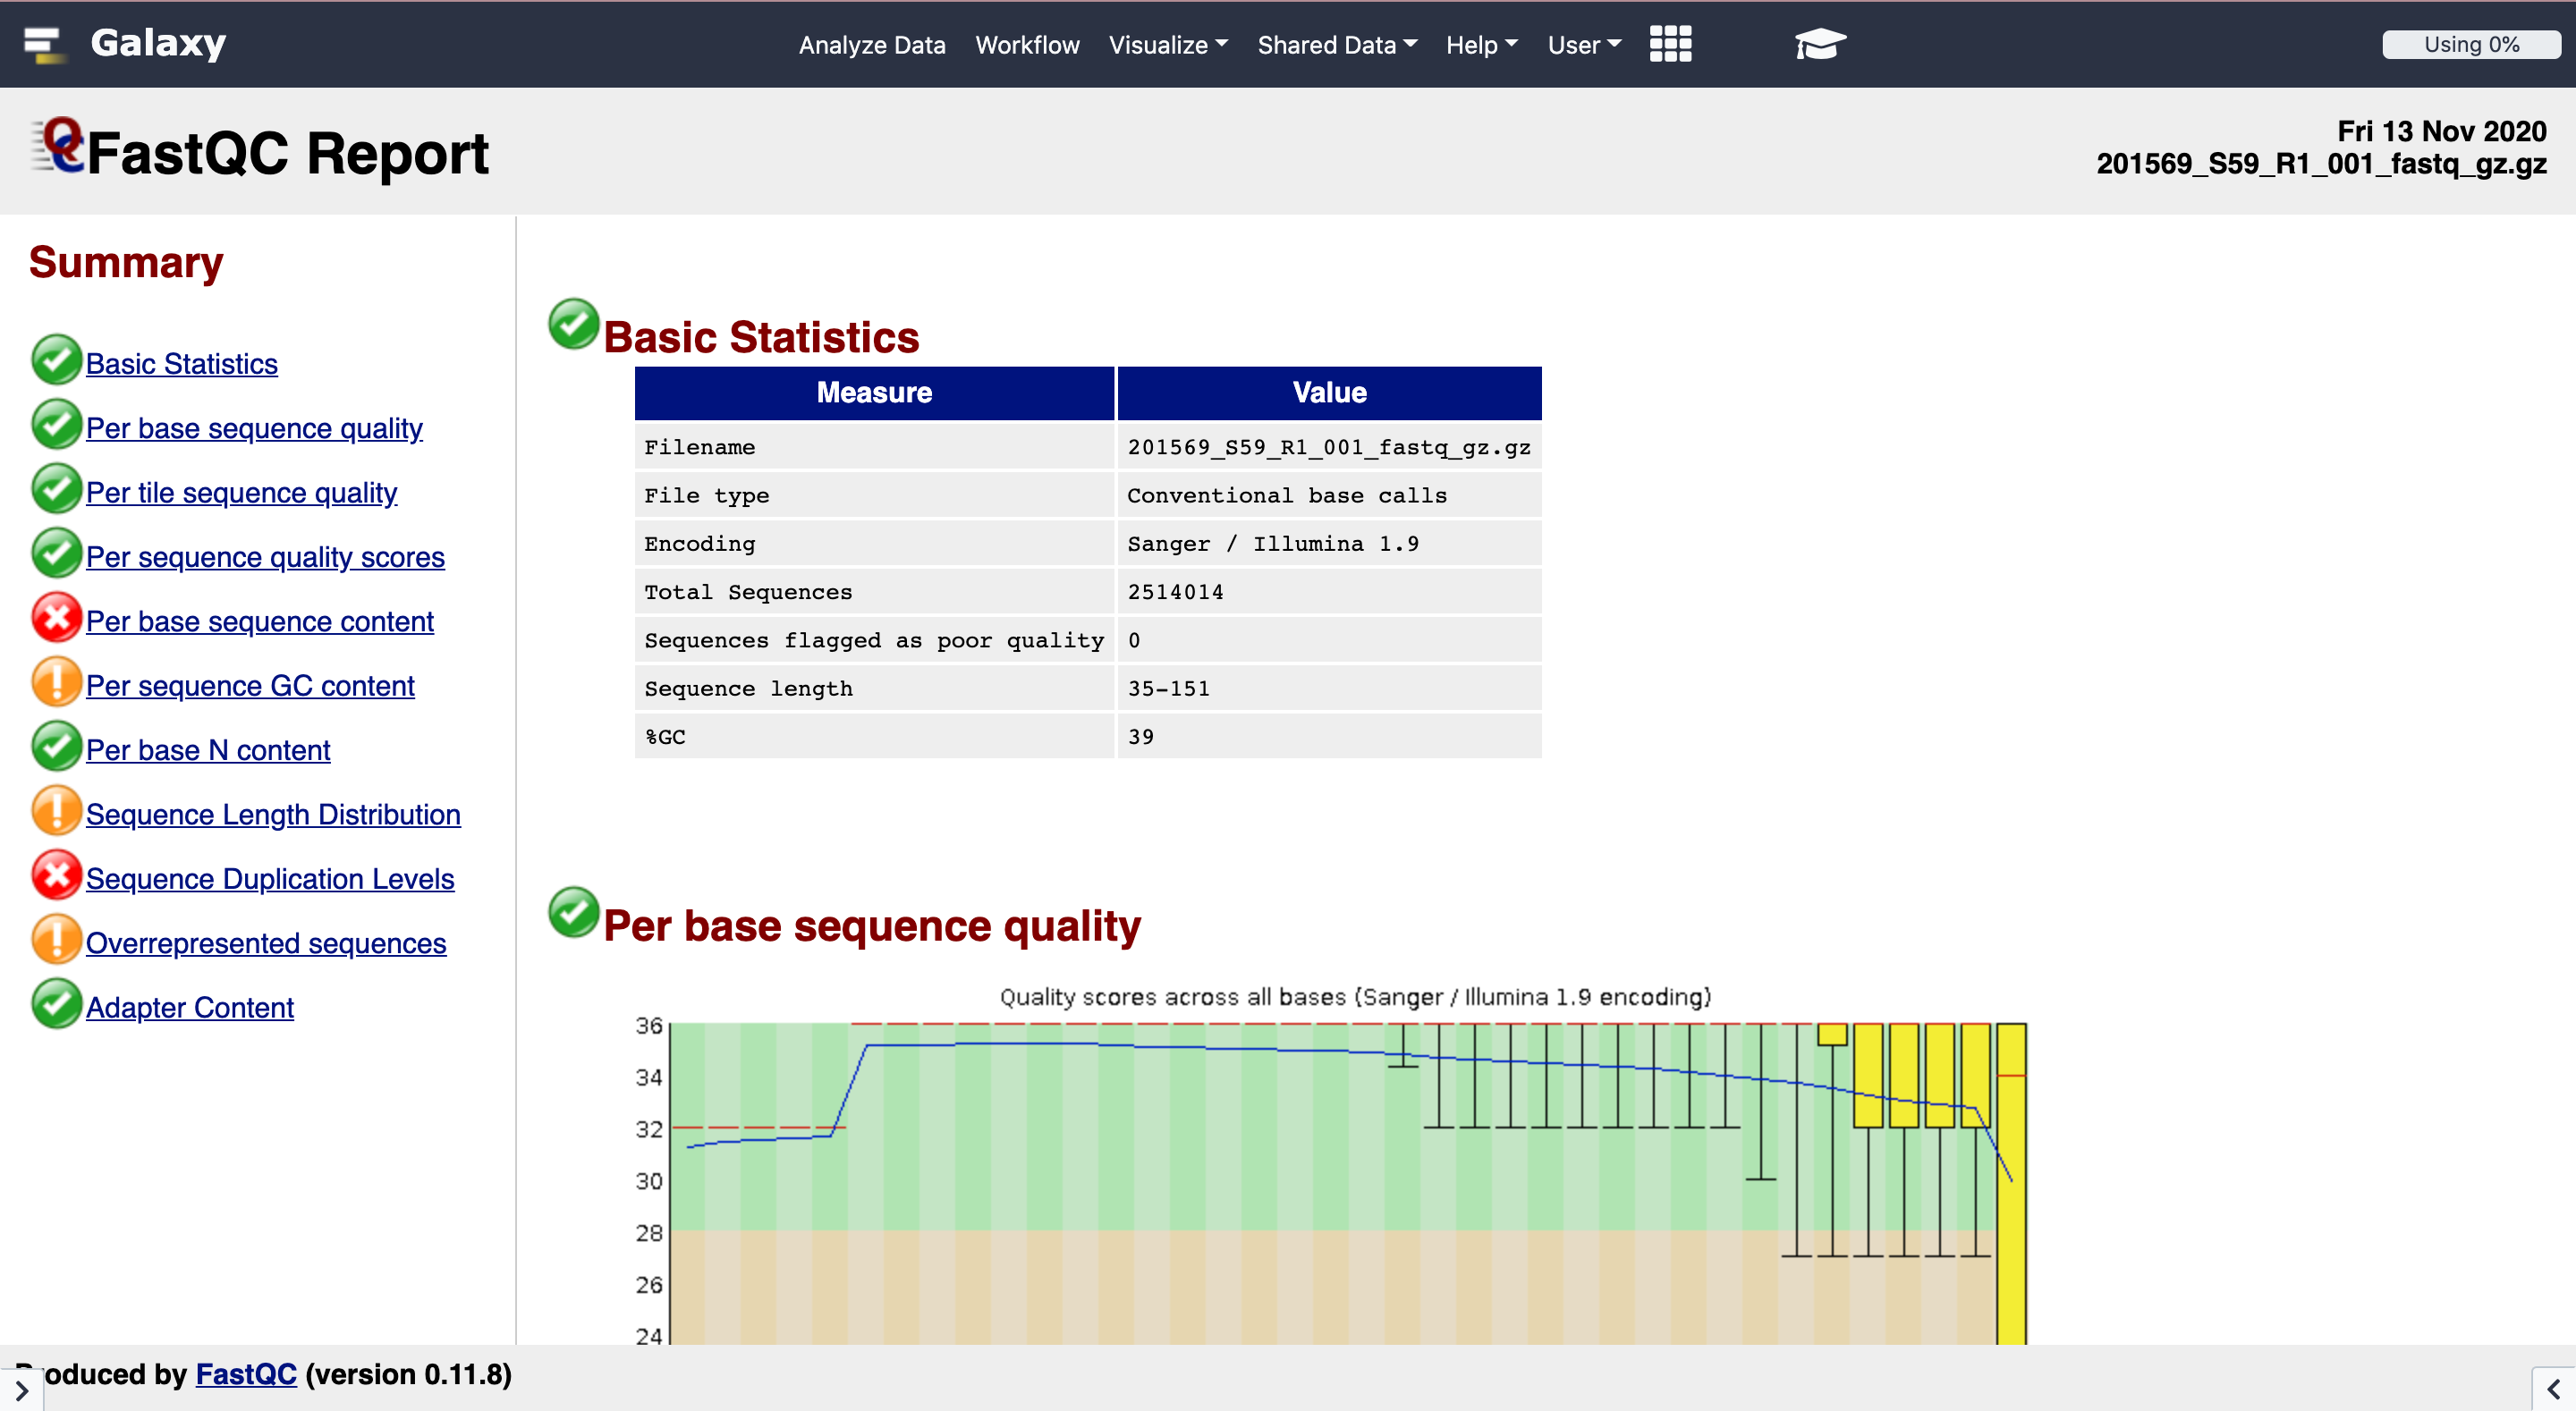 Galaxy
Analyze Data Workflow Visualize Shared Data Help User
Using 0%
FastQC Report
Fri 13 Nov 2020
201569_S59_R1_001_fastq_gz.gz
Summary
Basic Statistics
Per base sequence quality
Per tile sequence quality
Per sequence quality scores
Per base sequence content
Per sequence GC content
Per base N content
Sequence Length Distribution
Sequence Duplication Levels
Overrepresented sequences
Adapter Content
Basic Statistics
Measure Value
Filename 201569_S59_R1_001_fastq_gz.gz
File type Conventional base calls
Encoding Sanger / Illumina 1.9
Total Sequences 2514014
Sequences flagged as poor quality 0
Sequence length 35-151
%GC 39
Per base sequence quality
Quality scores across all bases (Sanger / Illumina 1.9 encoding)
36
34
32
30
28
26
24
oduced by FastQC (version 0.11.8)